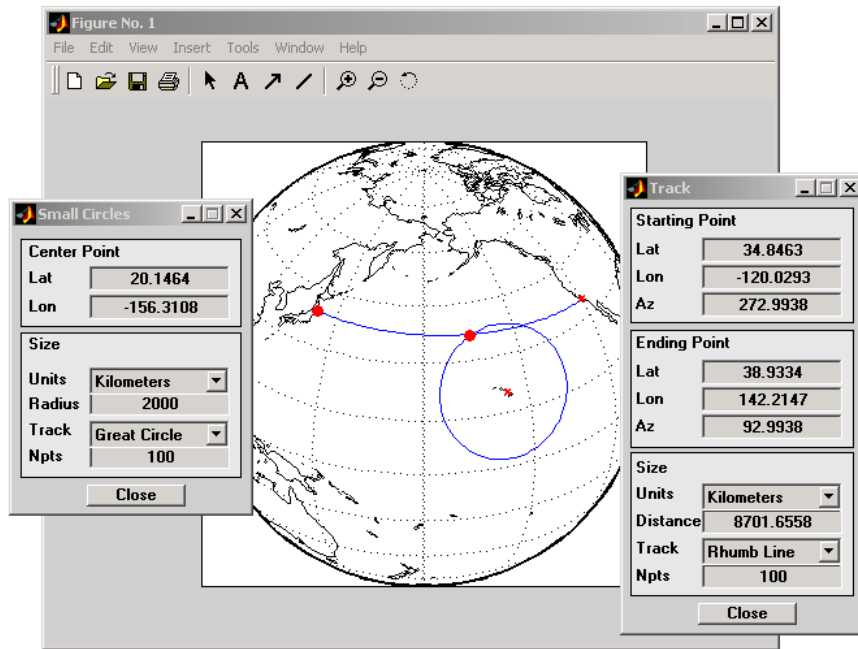 Figure No. 1
File Edit View Insert Tools Window Help
A
Small Circles
Center Point
Lat 20.1464
Lon -156.3108
Size
Units Kilometers
Radius 2000
Track Great Circle
Npts 100
Close
Track
Starting Point
Lat 34.8463
Lon -120.0293
Az 272.9938
Ending Point
Lat 38.9334
Lon 142.2147
Az 92.9938
Size
Units Kilometers
Distance 8701.6558
Track Rhumb Line
Npts 100
Close